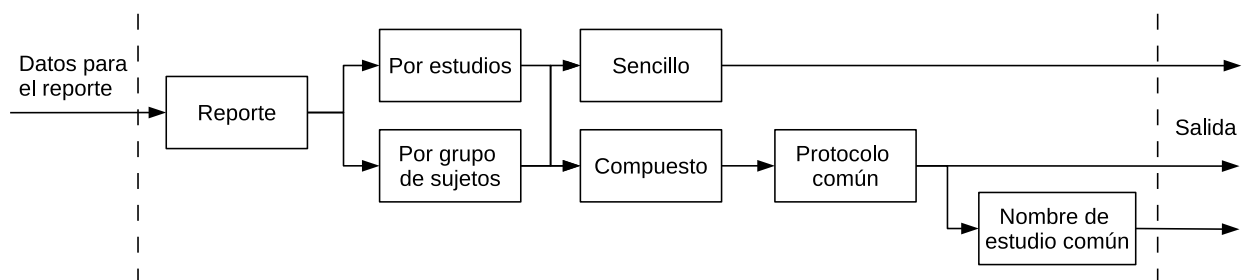 Datos para
el reporte
Reporte
Por estudios
Por grupo
de sujetos
Sencillo
Compuesto
Protocolo
común
Nombre de
estudio común
Salida